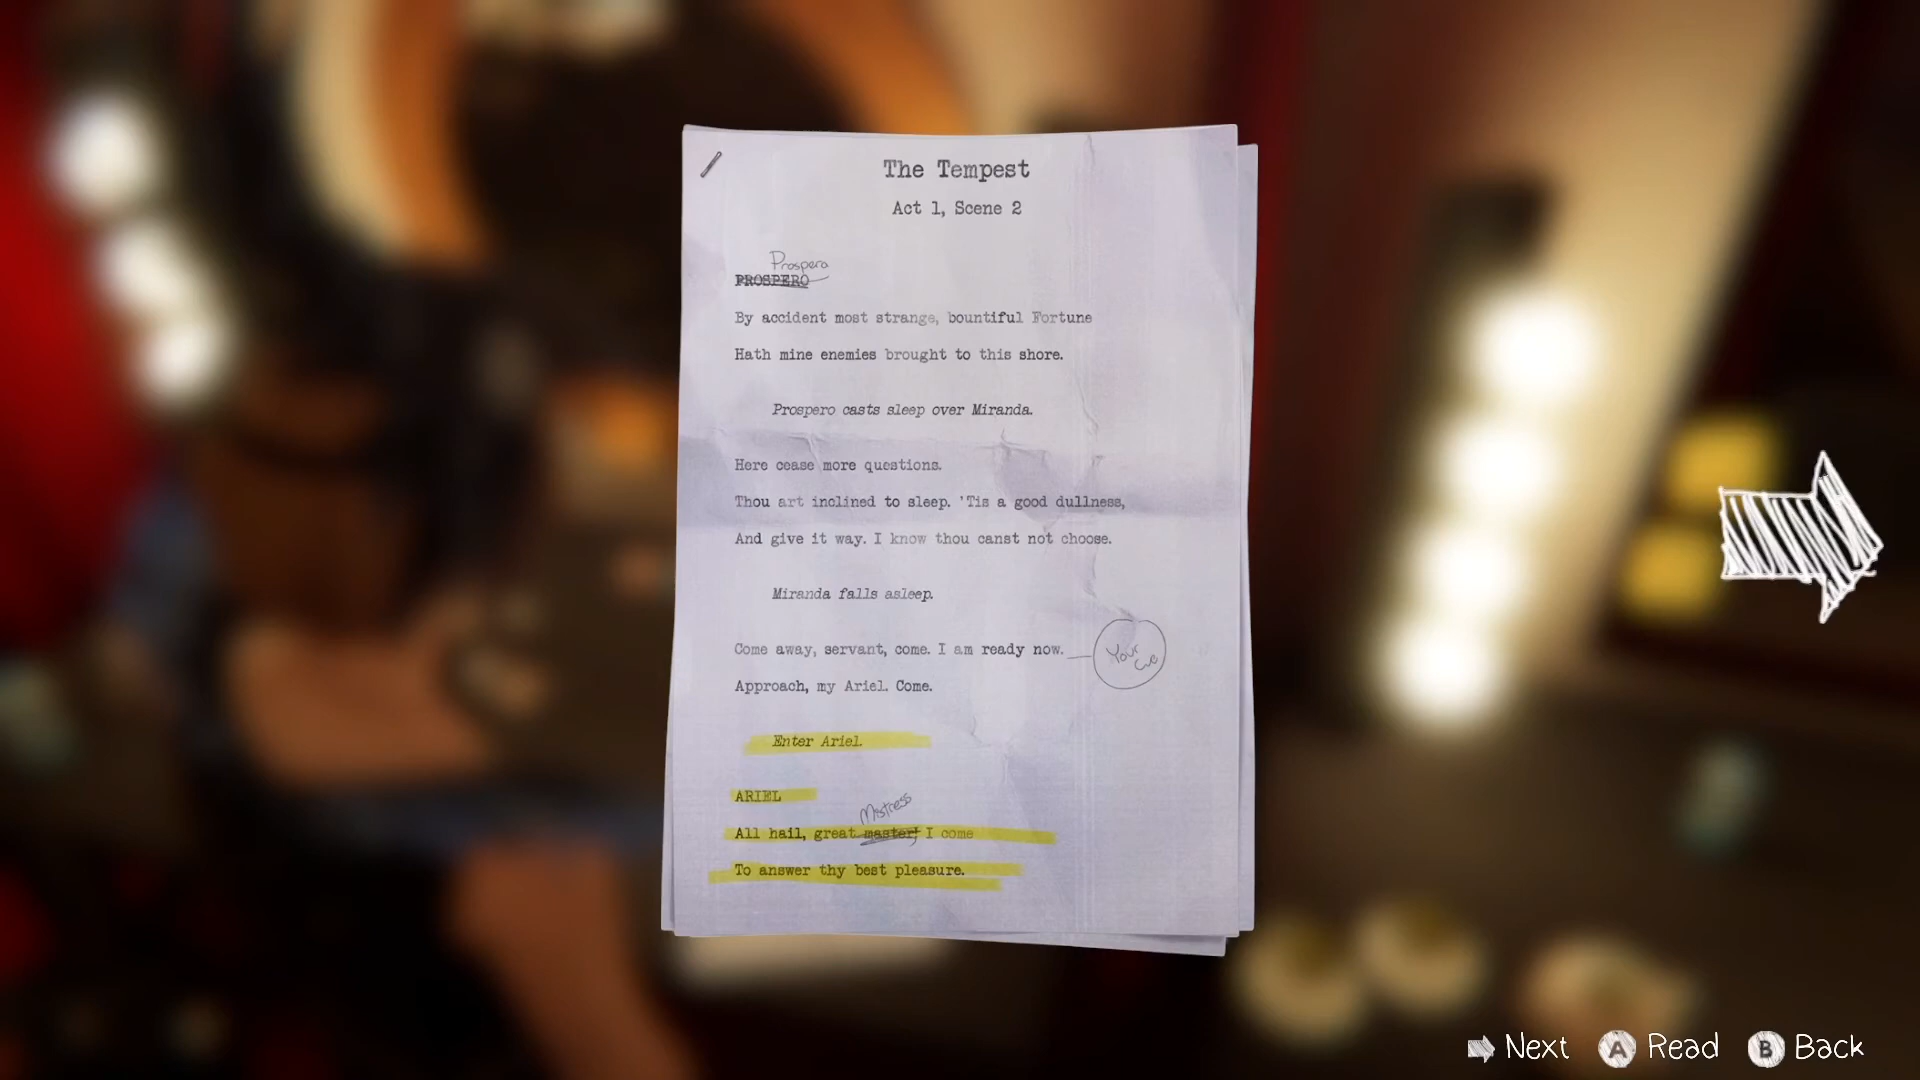 The Tempest
Act 1, Scene 2
Prospera
PROSPERO
By accident most strange, bountiful Fortune
Hath mine enemies brought to this shore.
Prospero casts sleep over Miranda.
Here cease more questions.
Thou art inclined to sleep. 'Tis a good dullness,
And give it way. I know thou canst not choose.
Miranda falls asleep.
Come away, servant, come. I am ready now.
Your
Cue
Approach, my Ariel. Come.
Enter Ariel.
ARIEL
Mistress
All hail, great master, I come
To answer thy best pleasure.
Next A Read B Back